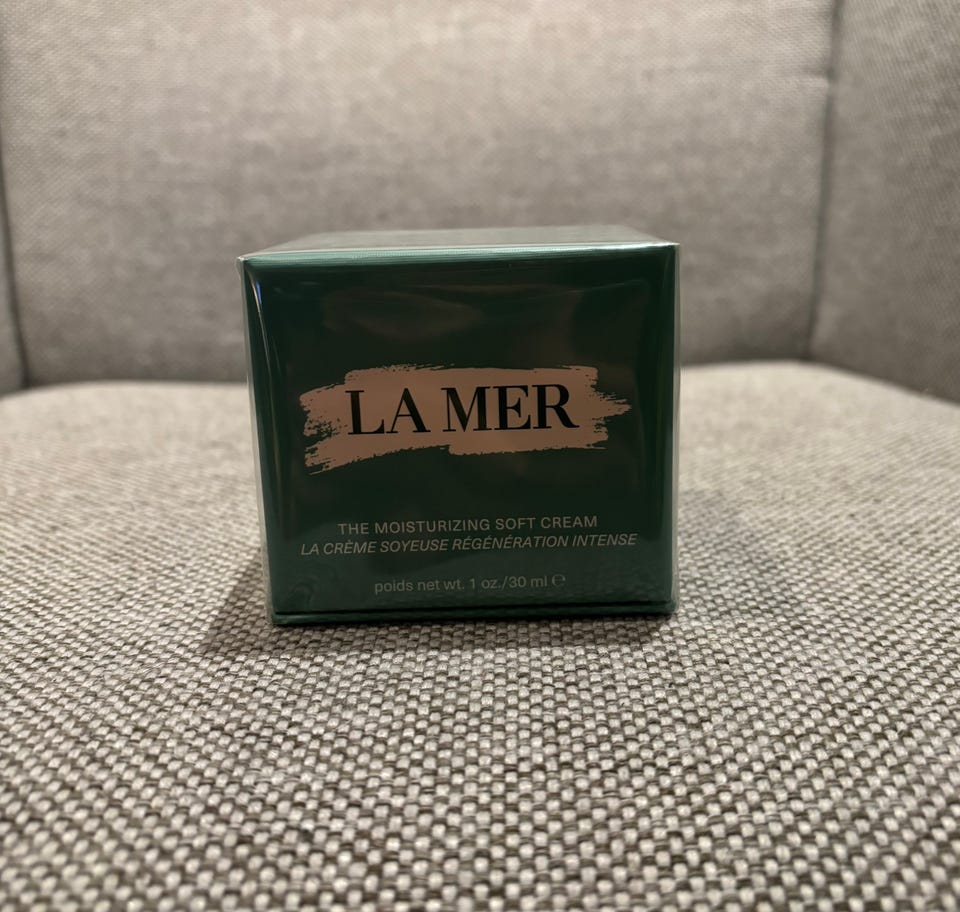 LA MER
THE MOISTURIZING SOFT CREAM
LA CRÈME SOYEUSE RÉGÉNÉRATION INTENSE
poids net wt. 1 oz./30 ml ℮